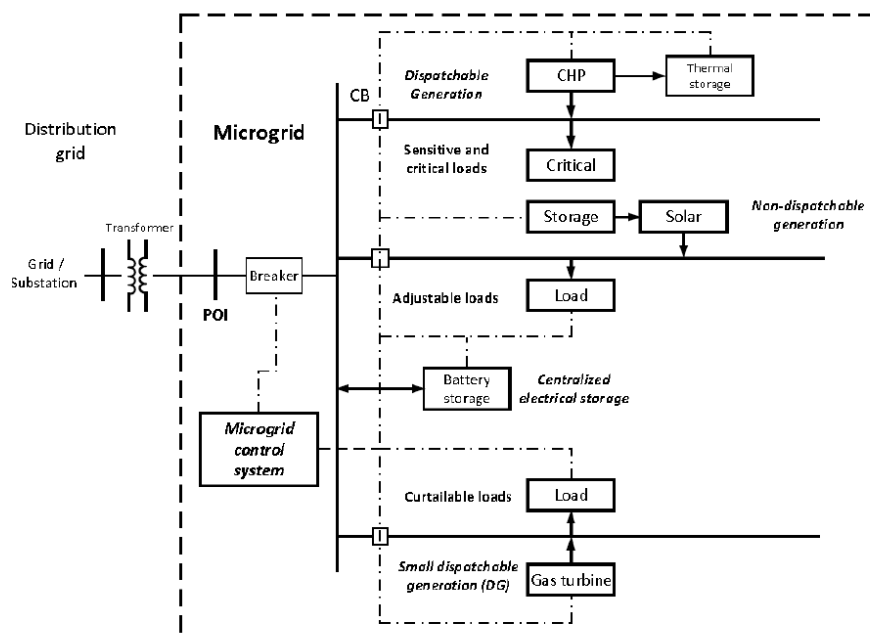 Distribution
grid
Microgrid
CB
Dispatchable
Generation
CHP
Thermal
storage
Sensitive and
critical loads
Critical
Storage
Solar
Non-dispatchable
generation
Transformer
Grid /
Substation
POI
Breaker
Adjustable loads
Load
Battery
storage
Centralized
electrical storage
Microgrid
control
system
Curtailable loads
Load
Small dispatchable
generation (DG)
Gas turbine